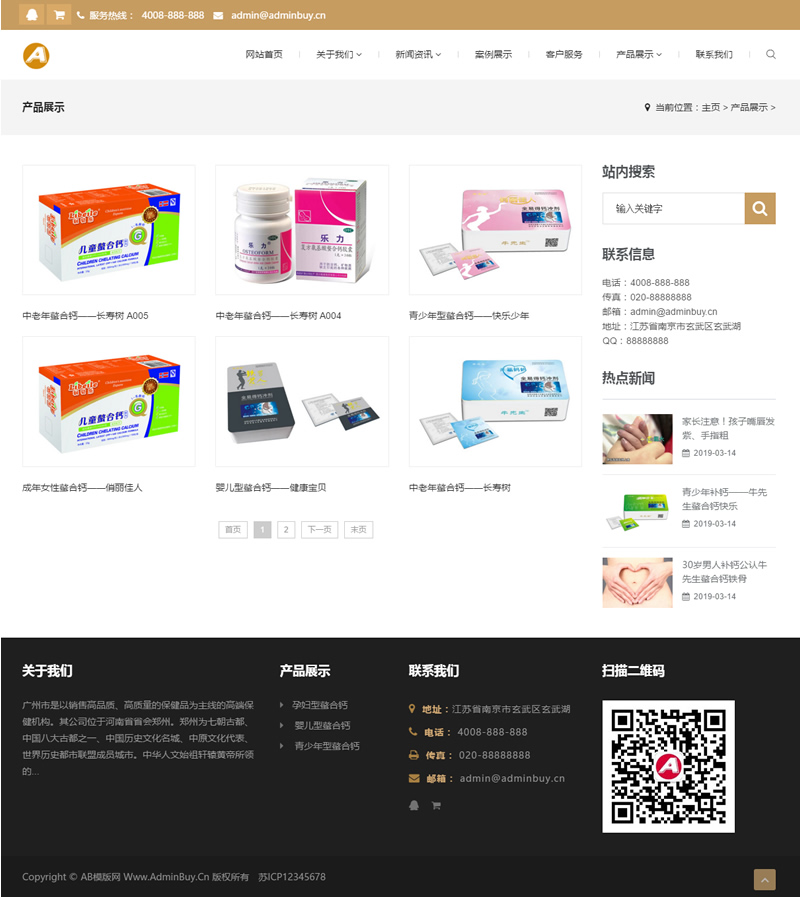 服务热线： 4008-888-888 admin@adminbuy.cn
网站首页 关于我们 新闻资讯 案例展示 客户服务 产品展示 联系我们
产品展示
当前位置：主页 > 产品展示 >
儿童螯合钙
CHILDREN CHELATING CALCIUM
乐力
OSTEOFORM
乐力
中老年螯合钙——长寿树 A005
中老年螯合钙——长寿树 A004
青少年型螯合钙——快乐少年
儿童螯合钙
CHILDREN CHELATING CALCIUM
成年女性螯合钙——俏丽佳人
婴儿型螯合钙——健康宝贝
中老年螯合钙——长寿树
首页 1 2 下一页 末页
站内搜索
输入关键字
联系信息
电话：4008-888-888
传真：020-88888888
邮箱：admin@adminbuy.cn
地址：江苏省南京市玄武区玄武湖
QQ：88888888
热点新闻
家长注意！孩子嘴唇发
紫、手指粗
2019-03-14
青少年补钙——牛先
生螯合钙快乐
2019-03-14
30岁男人补钙公认牛
先生螯合钙铁骨
2019-03-14
关于我们
广州市是以销售高品质、高质量的保健品为主线的高端保
健机构。其公司位于河南省省会郑州。郑州为七朝古都、
中国八大古都之一、中国历史文化名城、中原文化代表、
世界历史都市联盟成员城市。中华人文始祖轩辕黄帝所领
的...
产品展示
孕妇型螯合钙
婴儿型螯合钙
青少年型螯合钙
联系我们
地址：江苏省南京市玄武区玄武湖
电话： 4008-888-888
传真： 020-88888888
邮箱： admin@adminbuy.cn
扫描二维码
Copyright © AB模版网 Www.AdminBuy.Cn 版权所有 苏ICP12345678